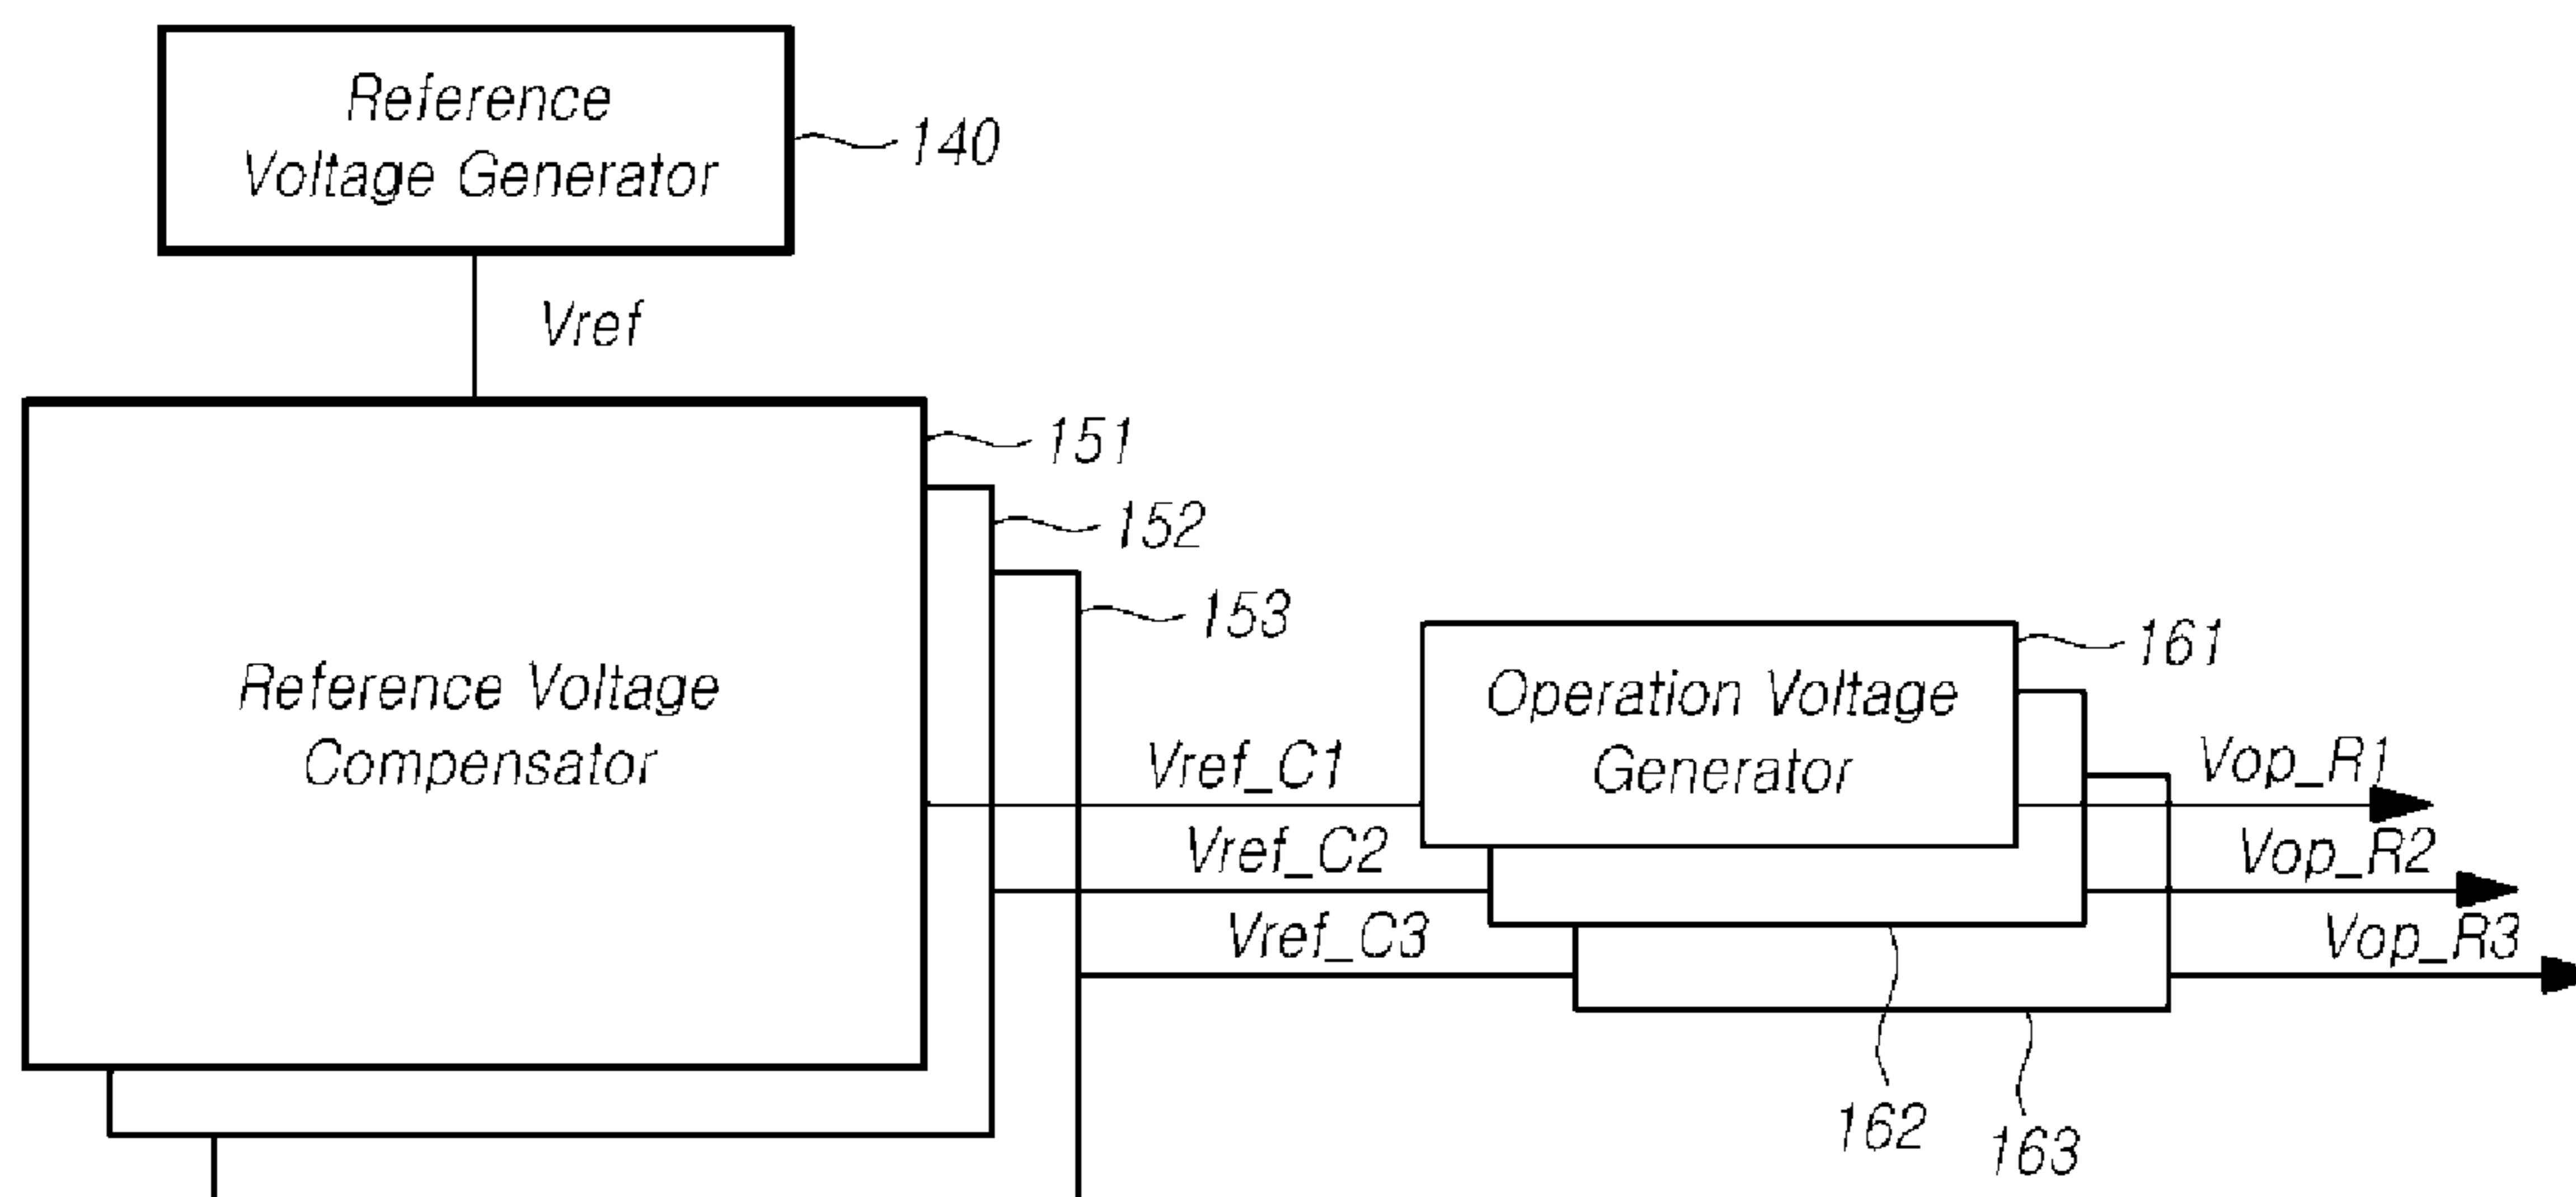 Reference
Voltage Generator
140
Vref
151
152
153
Reference Voltage
Compensator
161
Operation Voltage
Generator
Vref_C1
Vop_R1
Vref_C2
Vop_R2
Vref_C3
Vop_R3
162
163